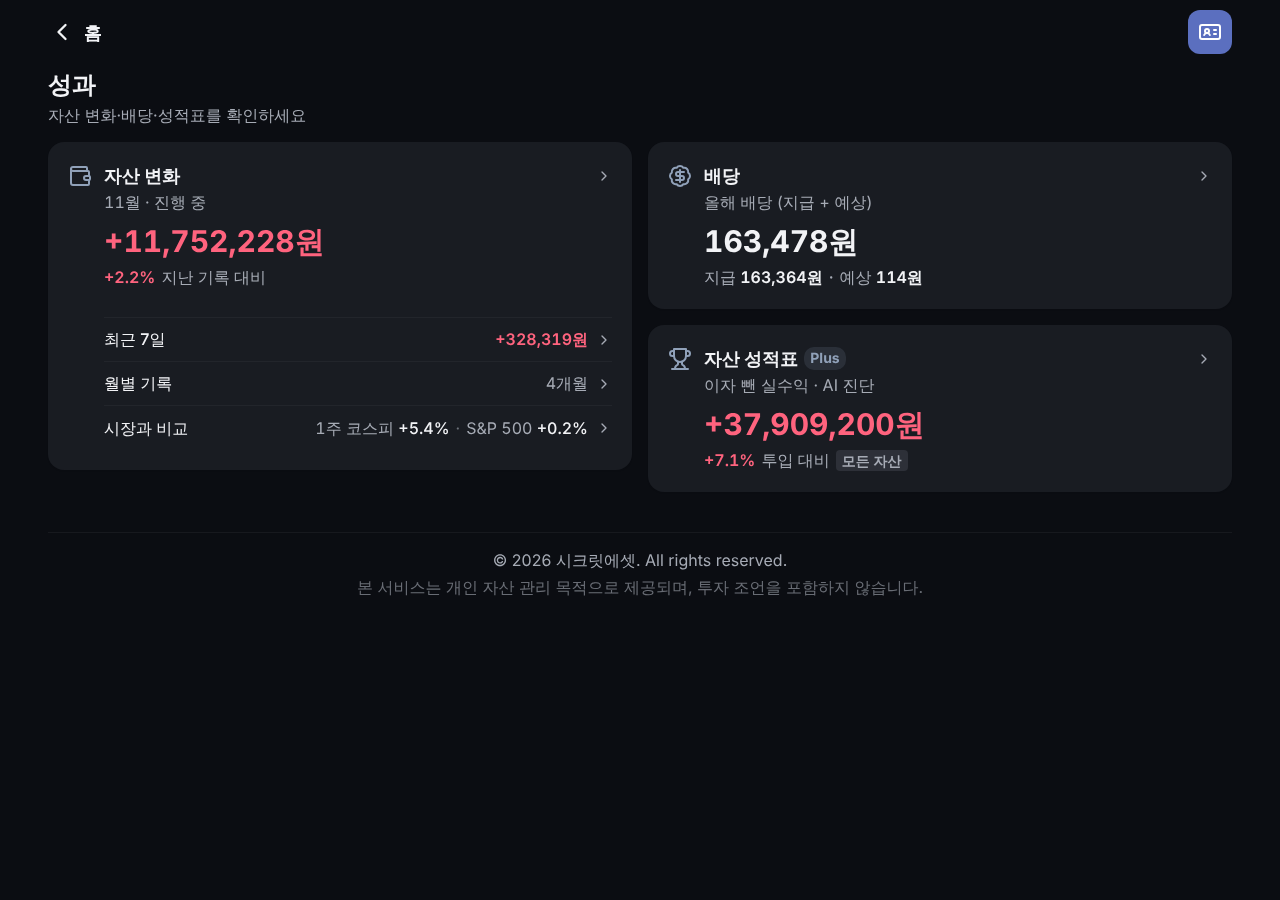 홈
성과
자산 변화·배당·성적표를 확인하세요
자산 변화
11월 · 진행 중
+11,752,228원
+2.2% 지난 기록 대비
최근 7일 +328,319원
월별 기록 4개월
시장과 비교 1주 코스피 +5.4% · S&P 500 +0.2%
배당
올해 배당 (지급 + 예상)
163,478원
지급 163,364원 · 예상 114원
자산 성적표 Plus
이자 뺀 실수익 · AI 진단
+37,909,200원
+7.1% 투입 대비 모든 자산
© 2026 시크릿에셋. All rights reserved.
본 서비스는 개인 자산 관리 목적으로 제공되며, 투자 조언을 포함하지 않습니다.